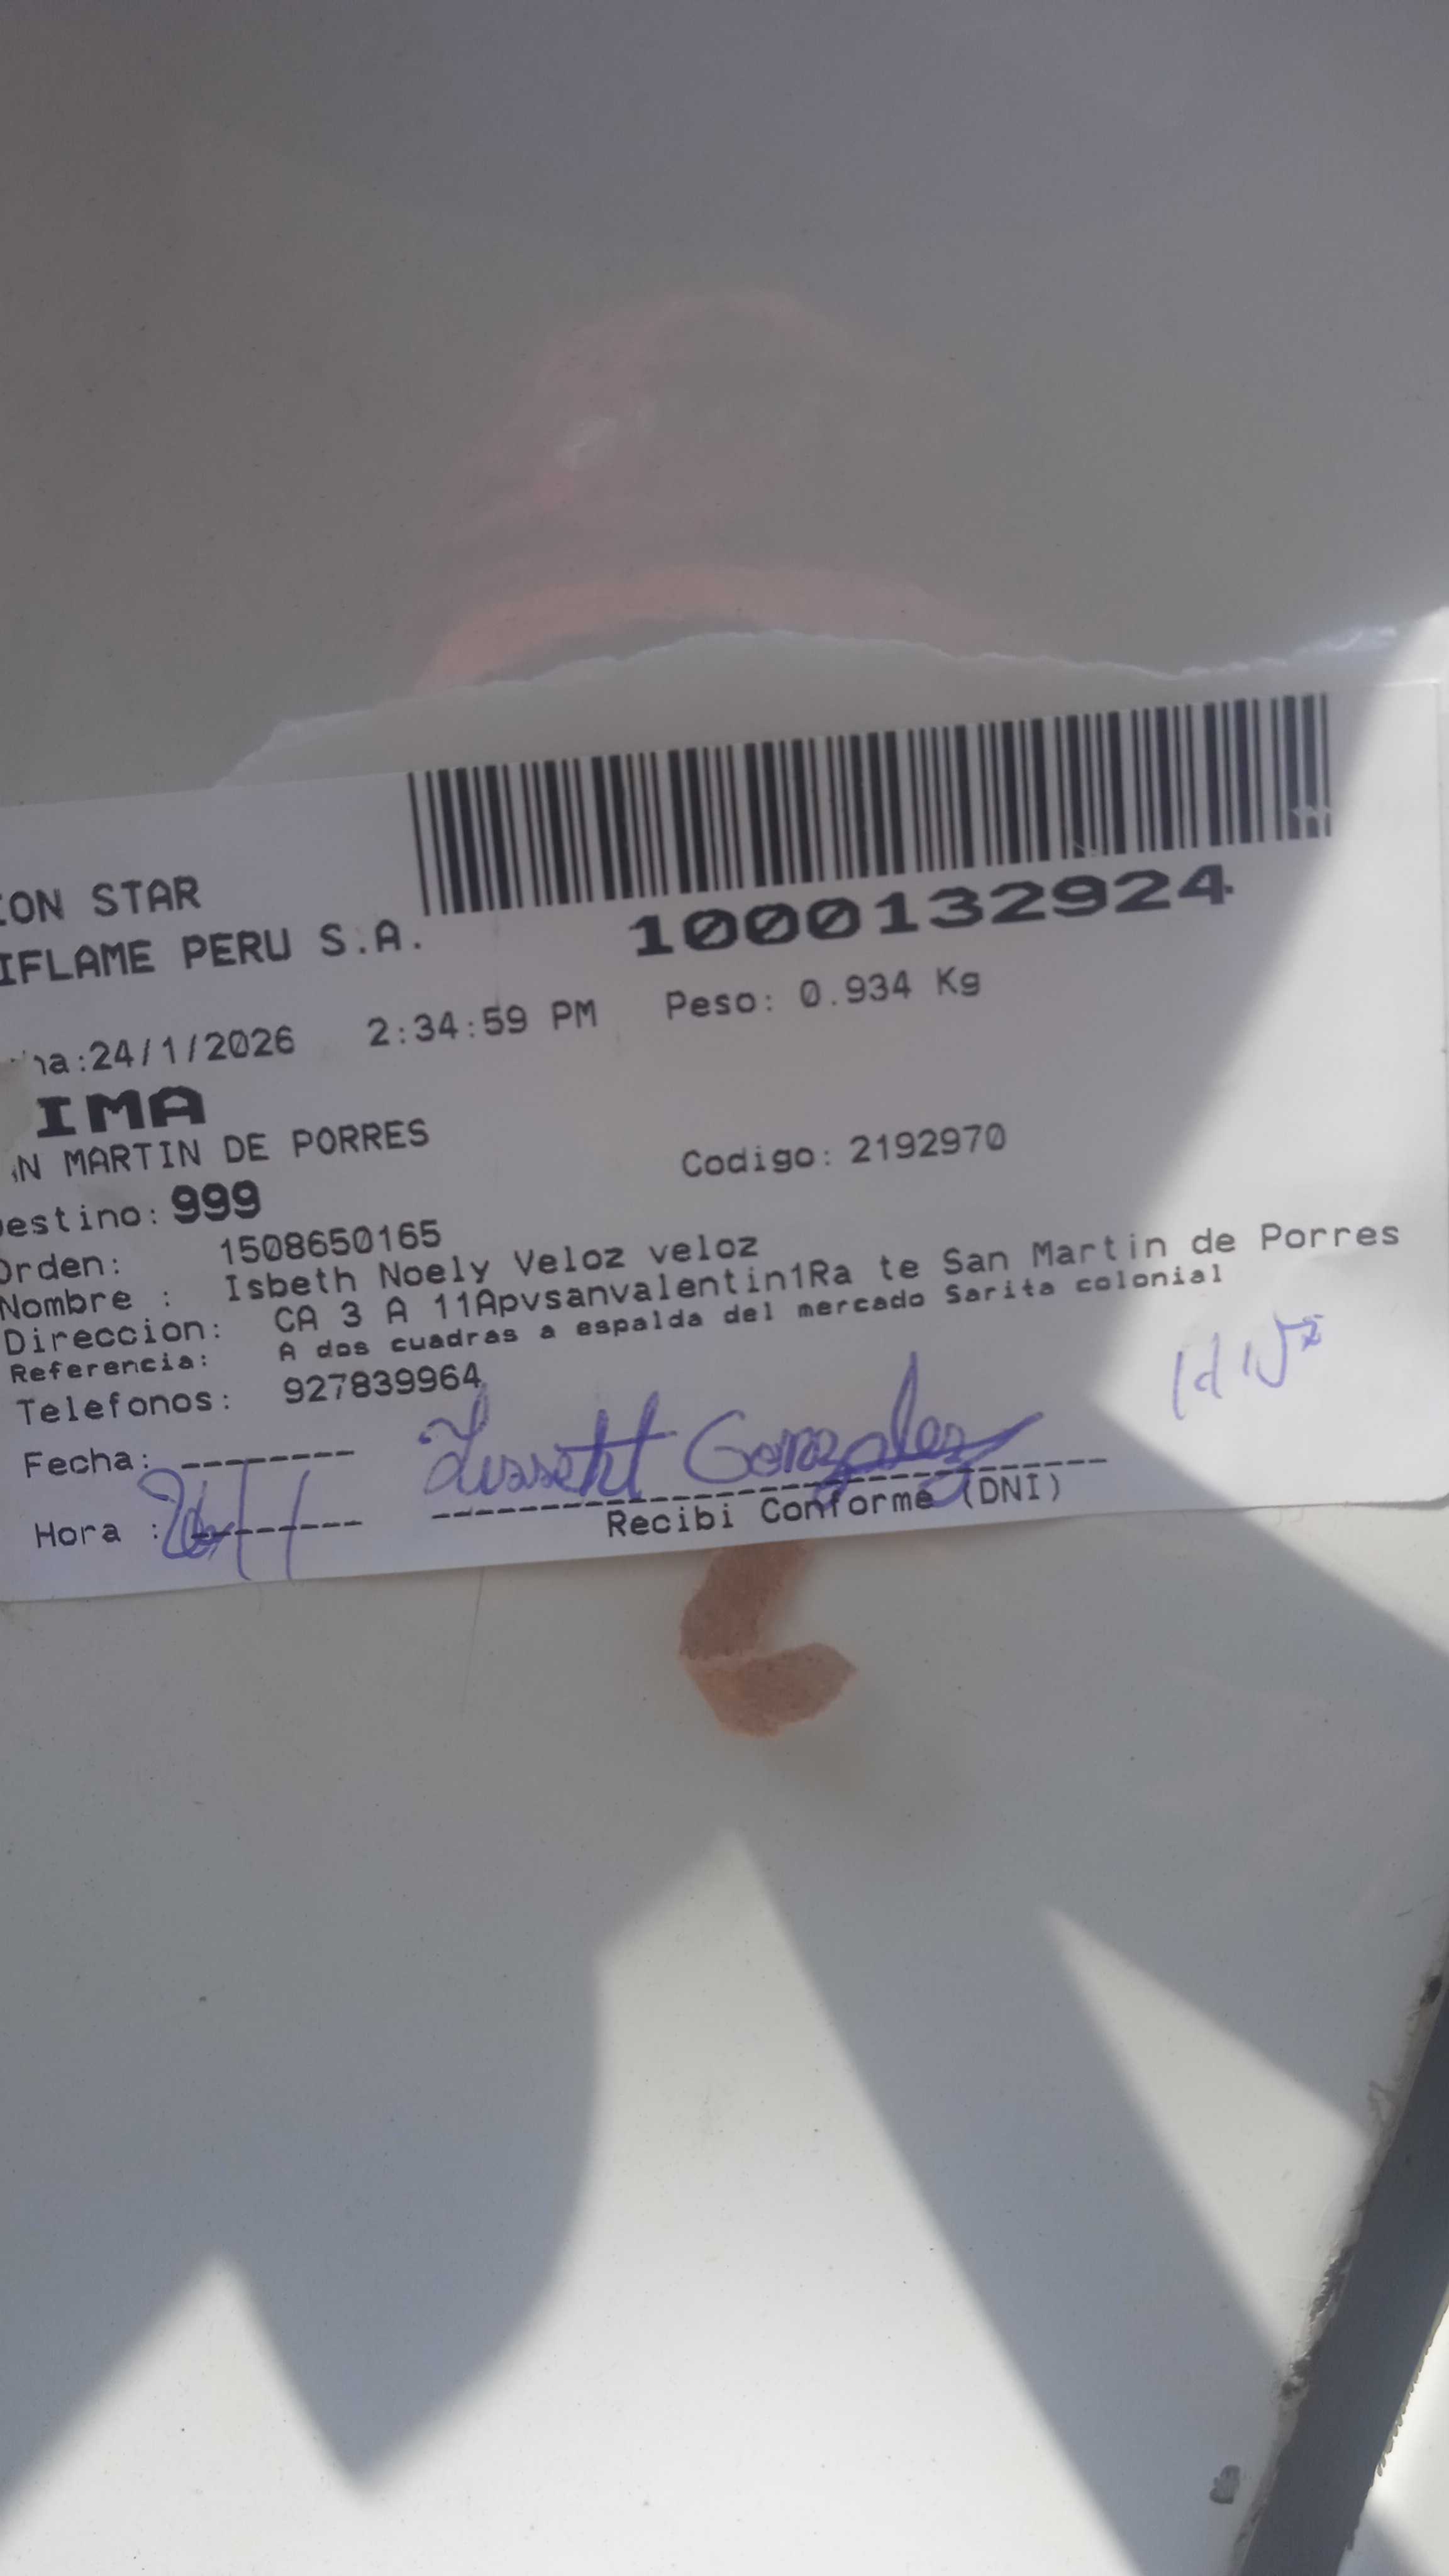 ON STAR
IFLAME PERU S.A.
1000132924
ha:24/1/2026 2:34:59 PM Peso: 0.934 Kg
IMA
N MARTIN DE PORRES
Codigo: 2192970
estino: 999
Orden: 1508650165
Nombre : Isbeth Noely Veloz veloz
Direccion: CA 3 A 11Apvsanvalentin1Ra te San Martin de Porres
Referencia: A dos cuadras a espalda del mercado Sarita colonial
Telefonos: 927839964
Fecha: --------
Gonzalez
Hora :
Recibi Conforme (DNI)